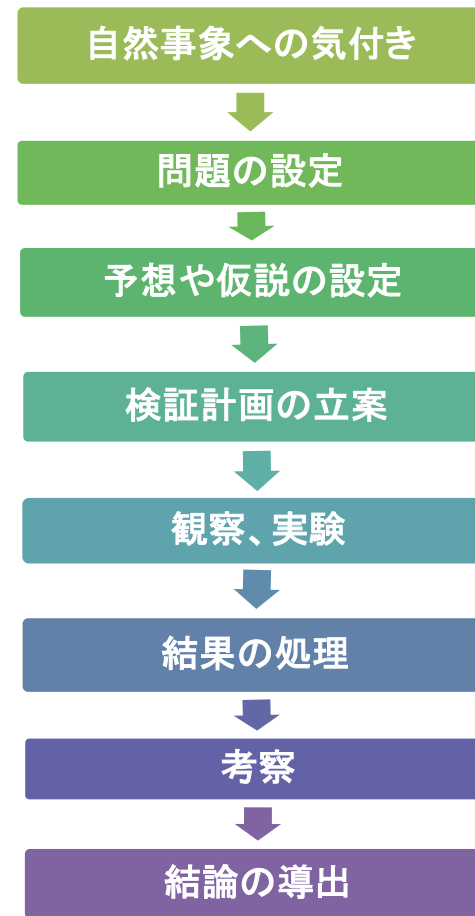 自然事象への気付き
問題の設定
予想や仮説の設定
検証計画の立案
観察、実験
結果の処理
考察
結論の導出